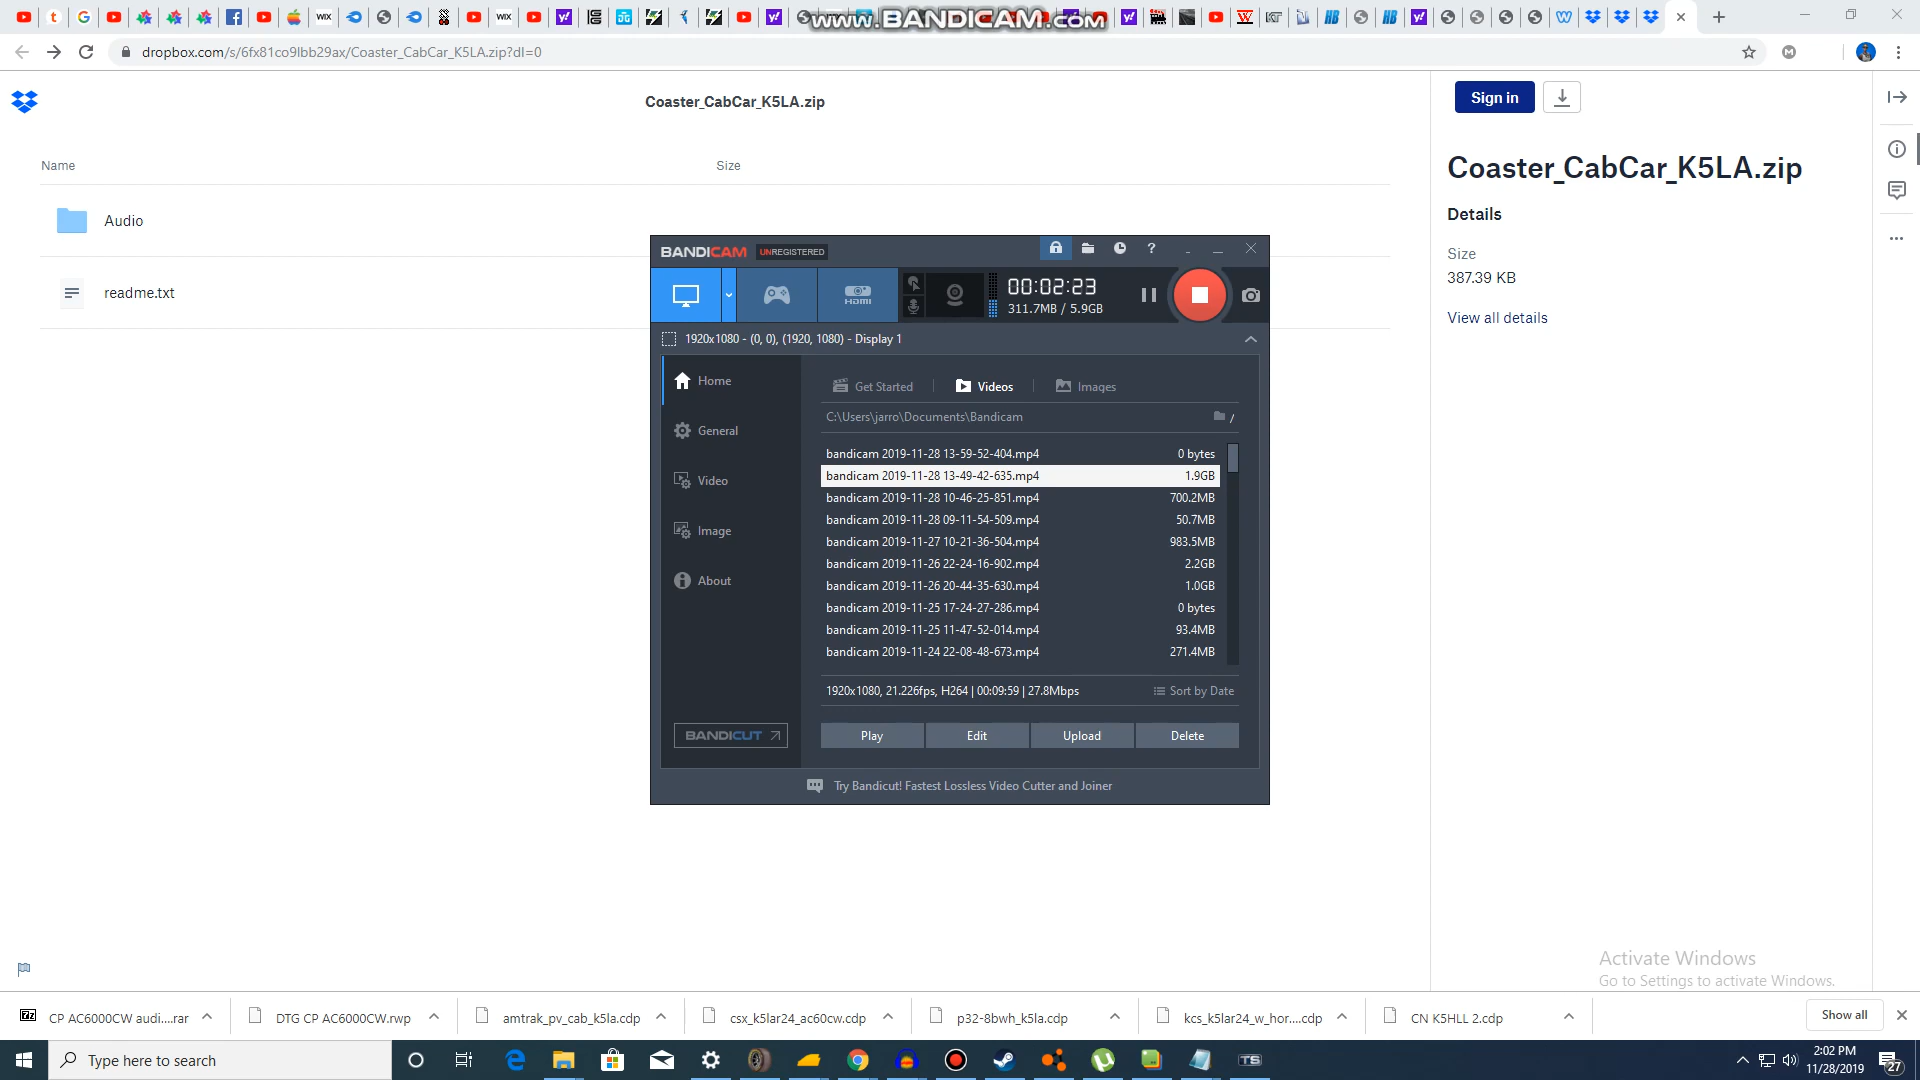 www.BANDICAM.com
dropbox.com/s/6fx81co9lbb29ax/Coaster_CabCar_K5LA.zip?dl=0
Coaster_CabCar_K5LA.zip
Sign in
Name
Size
Coaster_CabCar_K5LA.zip
Audio
Details
Size
387.39 KB
readme.txt
View all details
BANDICAM UNREGISTERED
?
HDMI
00:02:23
311.7MB / 5.9GB
1920x1080 - (0, 0), (1920, 1080) - Display 1
Home
General
Video
Image
About
BANDICUT
Get Started
Videos
Images
C:\Users\jarro\Documents\Bandicam
/
bandicam 2019-11-28 13-59-52-404.mp4 0 bytes
bandicam 2019-11-28 13-49-42-635.mp4 1.9GB
bandicam 2019-11-28 10-46-25-851.mp4 700.2MB
bandicam 2019-11-28 09-11-54-509.mp4 50.7MB
bandicam 2019-11-27 10-21-36-504.mp4 983.5MB
bandicam 2019-11-26 22-24-16-902.mp4 2.2GB
bandicam 2019-11-26 20-44-35-630.mp4 1.0GB
bandicam 2019-11-25 17-24-27-286.mp4 0 bytes
bandicam 2019-11-25 11-47-52-014.mp4 93.4MB
bandicam 2019-11-24 22-08-48-673.mp4 271.4MB
1920x1080, 21.226fps, H264 | 00:09:59 | 27.8Mbps
Sort by Date
Play
Edit
Upload
Delete
Try Bandicut! Fastest Lossless Video Cutter and Joiner
Activate Windows
Go to Settings to activate Windows.
CP AC6000CW audi....rar
DTG CP AC6000CW.rwp
amtrak_pv_cab_k5la.cdp
csx_k5lar24_ac60cw.cdp
p32-8bwh_k5la.cdp
kcs_k5lar24_w_hor....cdp
CN K5HLL 2.cdp
Show all
Type here to search
TS
2:02 PM
11/28/2019
27